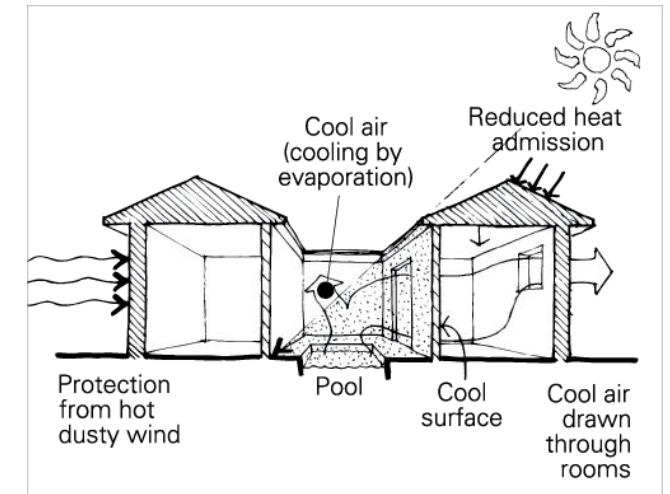 Cool air
(cooling by
evaporation)
Reduced heat
admission
Protection
from hot
dusty wind
Pool
Cool
surface
Cool air
drawn
through
rooms